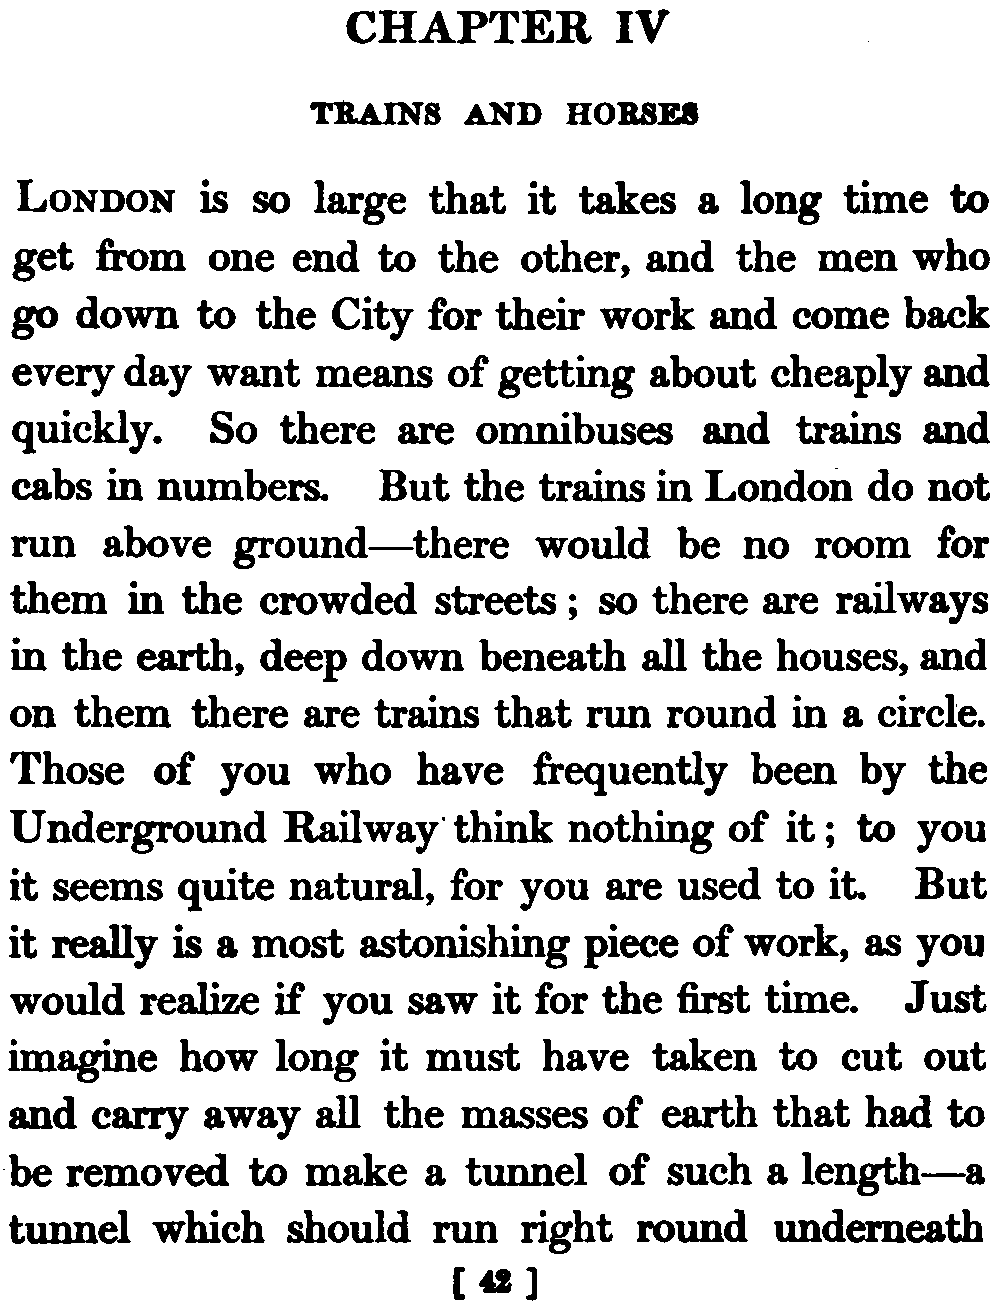 CHAPTER IV
TRAINS AND HORSES
LONDON is so large that it takes a long time to
get from one end to the other, and the men who
go down to the City for their work and come back
every day want means of getting about cheaply and
quickly. So there are omnibuses and trains and
cabs in numbers. But the trains in London do not
run above ground—there would be no room for
them in the crowded streets; so there are railways
in the earth, deep down beneath all the houses, and
on them there are trains that run round in a circle.
Those of you who have frequently been by the
Underground Railway think nothing of it; to you
it seems quite natural, for you are used to it. But
it really is a most astonishing piece of work, as you
would realize if you saw it for the first time. Just
imagine how long it must have taken to cut out
and carry away all the masses of earth that had to
be removed to make a tunnel of such a length—a
tunnel which should run right round underneath
[ 42 ]